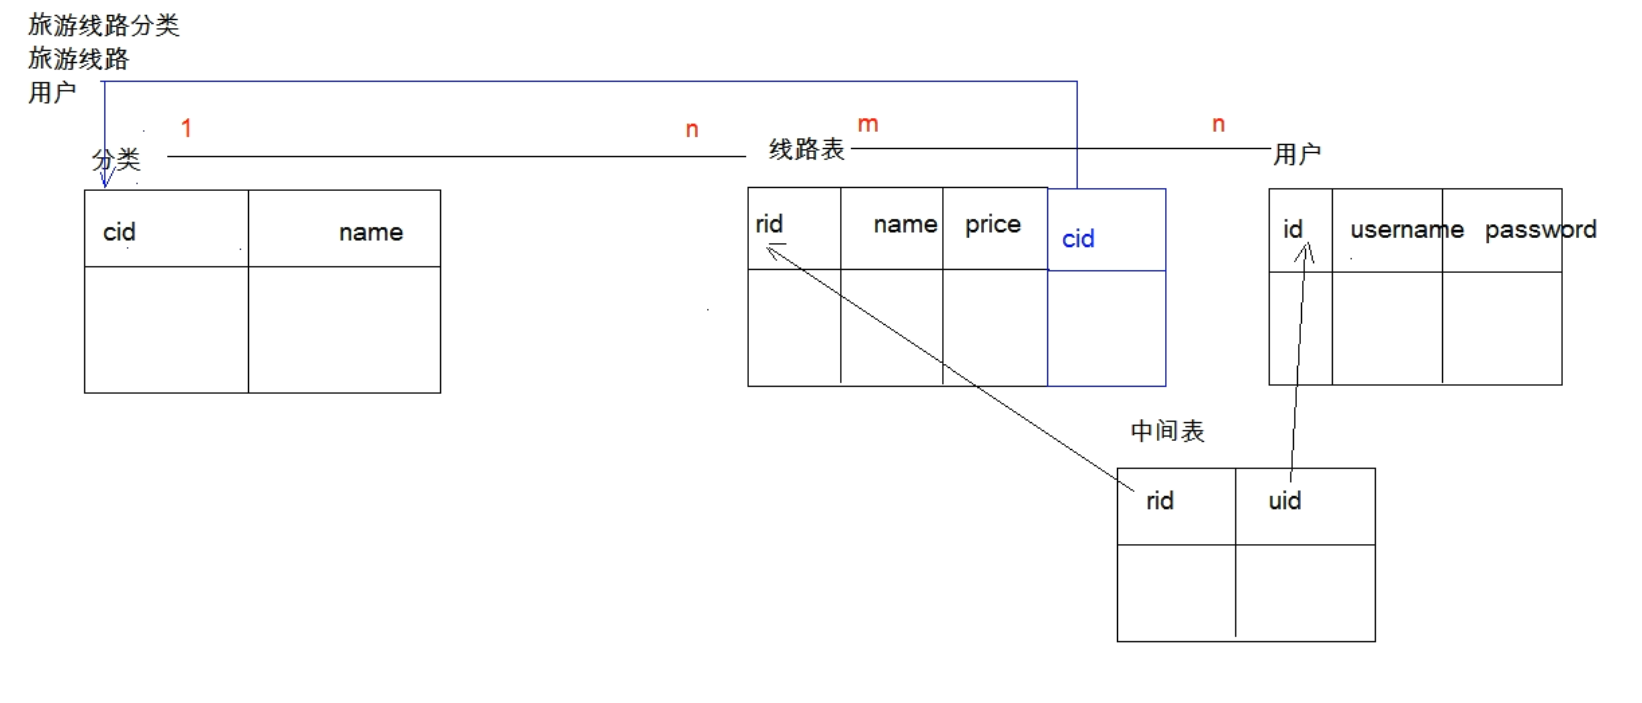 旅游线路分类
旅游线路
用户
1
n
m
n
分类
线路表
用户
cid name
rid name price cid
id username password
中间表
rid uid